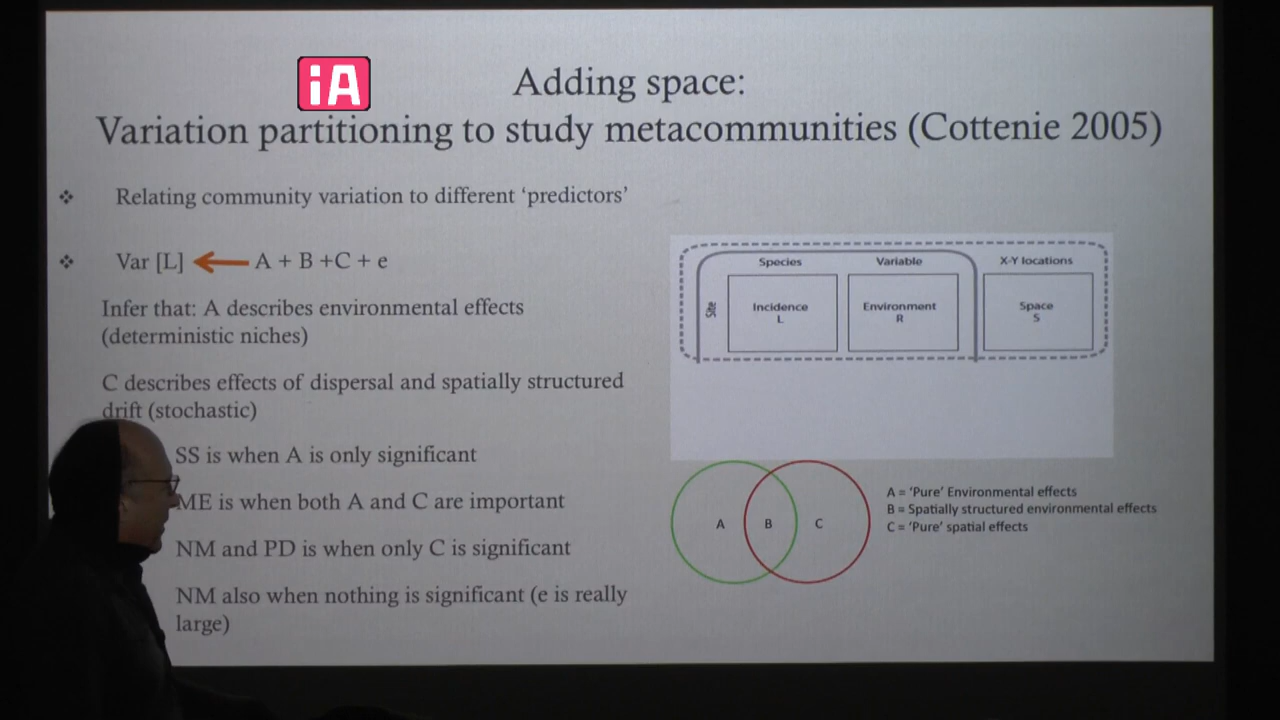 iA
Adding space:
Variation partitioning to study metacommunities (Cottenie 2005)
Relating community variation to different ‘predictors’
Var [L] A + B +C + e
Infer that: A describes environmental effects
(deterministic niches)
C describes effects of dispersal and spatially structured
drift (stochastic)
SS is when A is only significant
ME is when both A and C are important
NM and PD is when only C is significant
NM also when nothing is significant (e is really
large)
Species Variable X-Y locations
Site
Incidence Environment Space
L R S
A B C
A = ‘Pure’ Environmental effects
B = Spatially structured environmental effects
C = ‘Pure’ spatial effects